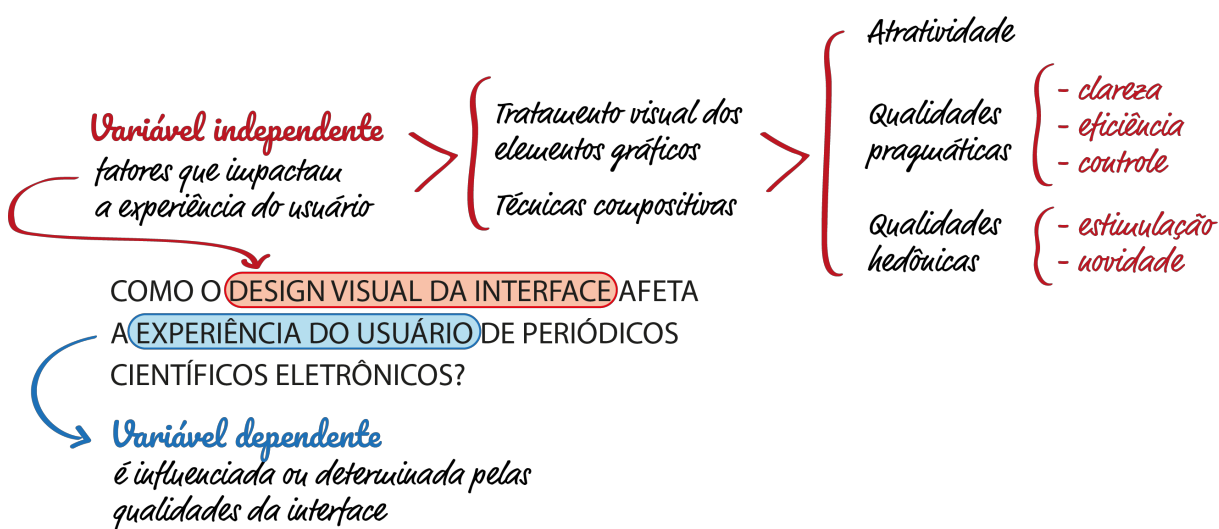 Variável independente
fatores que impactam
a experiência do usuário
Tratamento visual dos
elementos gráficos
Técnicas compositivas
Atratividade
Qualidades
pragmáticas
- clareza
- eficiência
- controle
Qualidades
hedônicas
- estimulação
- novidade
COMO O DESIGN VISUAL DA INTERFACE AFETA
A EXPERIÊNCIA DO USUÁRIO DE PERIÓDICOS
CIENTÍFICOS ELETRÔNICOS?
Variável dependente
é influenciada ou determinada pelas
qualidades da interface